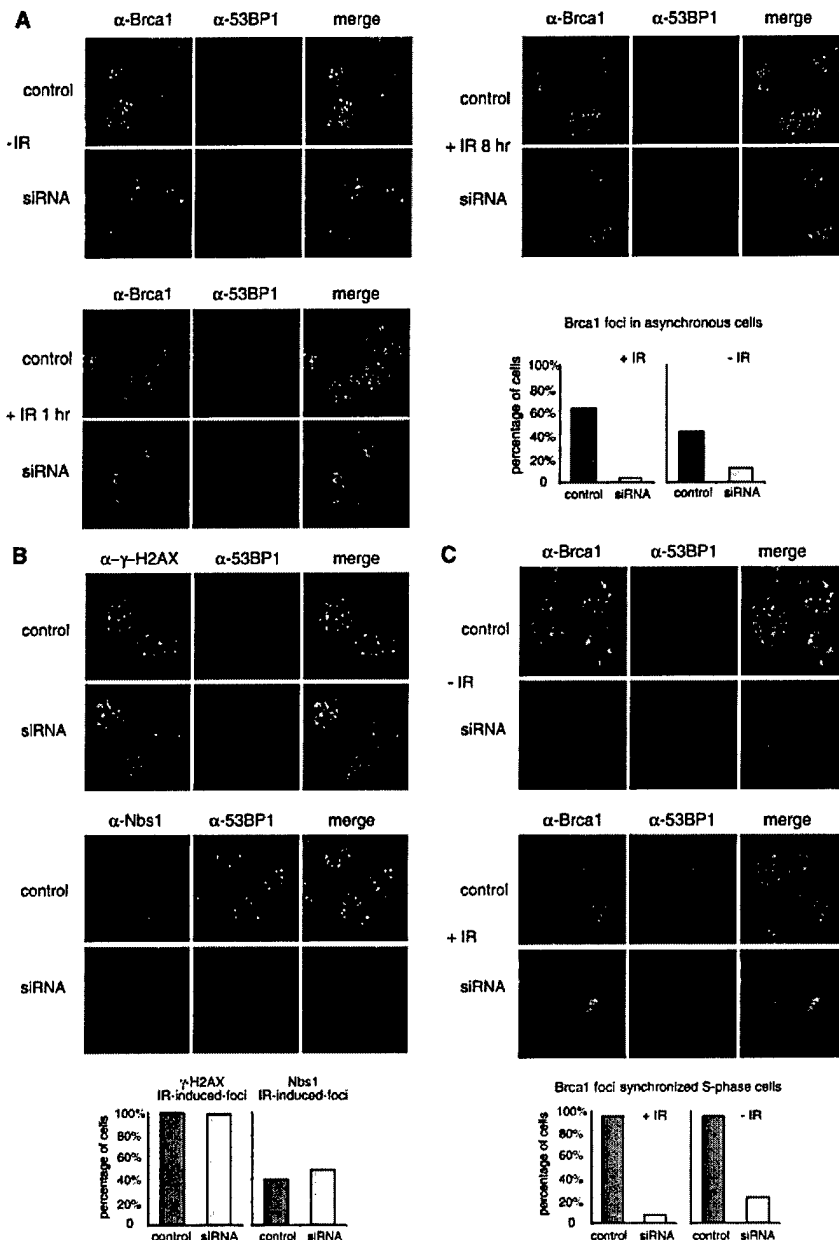 A
α-Brca1 α-53BP1 merge
control
-IR
siRNA
α-Brca1 α-53BP1 merge
control
+ IR 8 hr
siRNA
α-Brca1 α-53BP1 merge
control
+ IR 1 hr
siRNA
Brca1 foci in asynchronous cells
+ IR - IR
percentage of cells
100%
80%
60%
40%
20%
0
control siRNA control siRNA
B
α-γ-H2AX α-53BP1 merge
control
siRNA
α-Nbs1 α-53BP1 merge
control
siRNA
γ-H2AX
IR-induced-foci
Nbs1
IR-induced-foci
percentage of cells
100%
80%
60%
40%
20%
0
control siRNA control siRNA
C
α-Brca1 α-53BP1 merge
control
- IR
siRNA
α-Brca1 α-53BP1 merge
control
+ IR
siRNA
Brca1 foci synchronized S-phase cells
+ IR - IR
percentage of cells
100%
80%
60%
40%
20%
0
control siRNA control siRNA